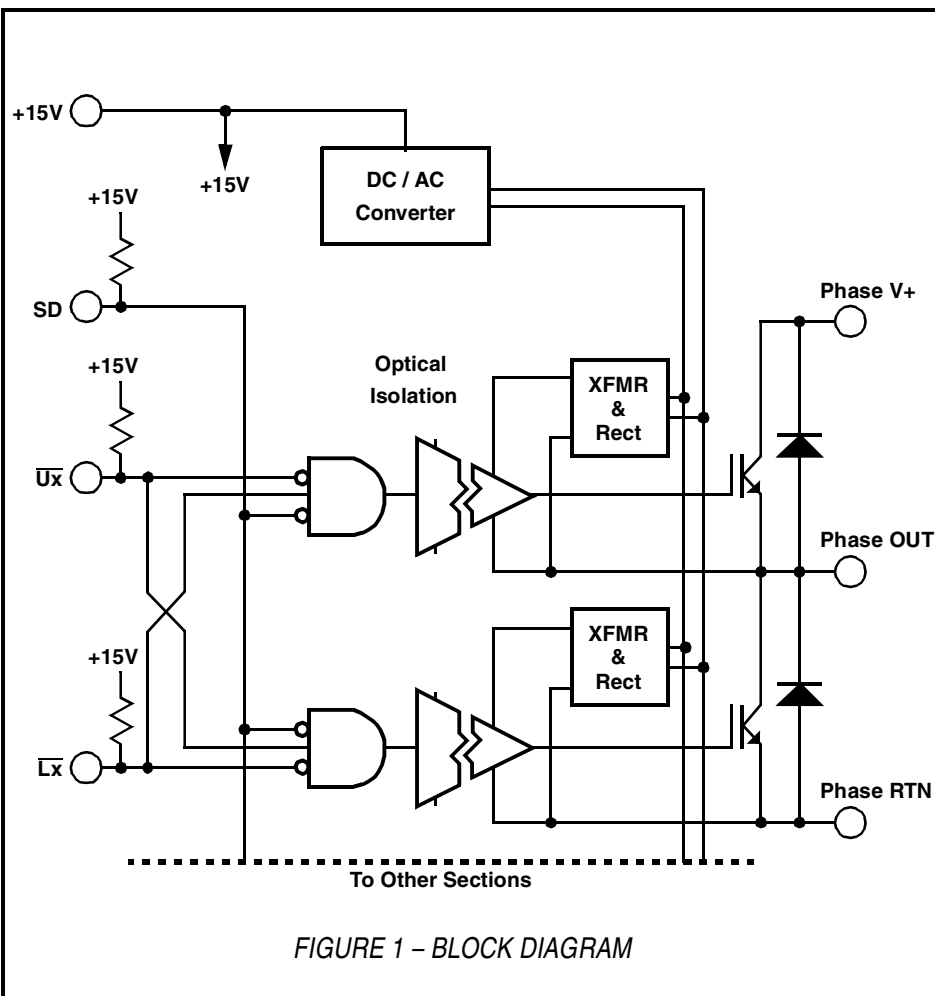 +15V
+15V
DC / AC
Converter
+15V
SD
Phase V+
Optical
Isolation
XFMR
&
Rect
+15V
Ux
Phase OUT
XFMR
&
Rect
+15V
Lx
Phase RTN
To Other Sections
FIGURE 1 – BLOCK DIAGRAM